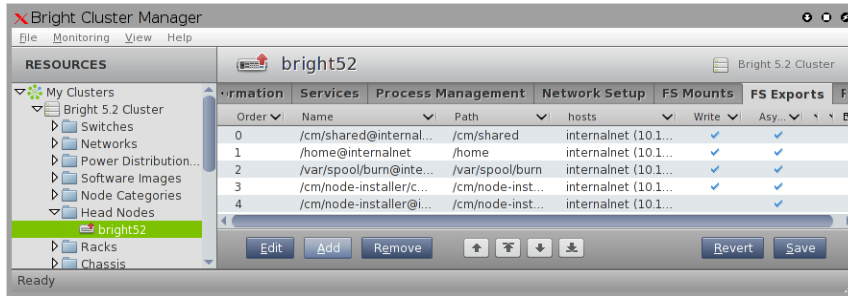 Bright Cluster Manager
File Monitoring View Help
RESOURCES
bright52
Bright 5.2 Cluster
My Clusters
Bright 5.2 Cluster
Switches
Networks
Power Distribution...
Software Images
Node Categories
Head Nodes
bright52
Racks
Chassis
rmation Services Process Management Network Setup FS Mounts FS Exports F
Order Name Path hosts Write Asy...
0 /cm/shared@internal... /cm/shared internalnet (10.1...
1 /home@internalnet /home internalnet (10.1...
2 /var/spool/burn@inte... /var/spool/burn internalnet (10.1...
3 /cm/node-installer/c... /cm/node-inst... internalnet (10.1...
4 /cm/node-installer@i... /cm/node-inst... internalnet (10.1...
Edit Add Remove Revert Save
Ready